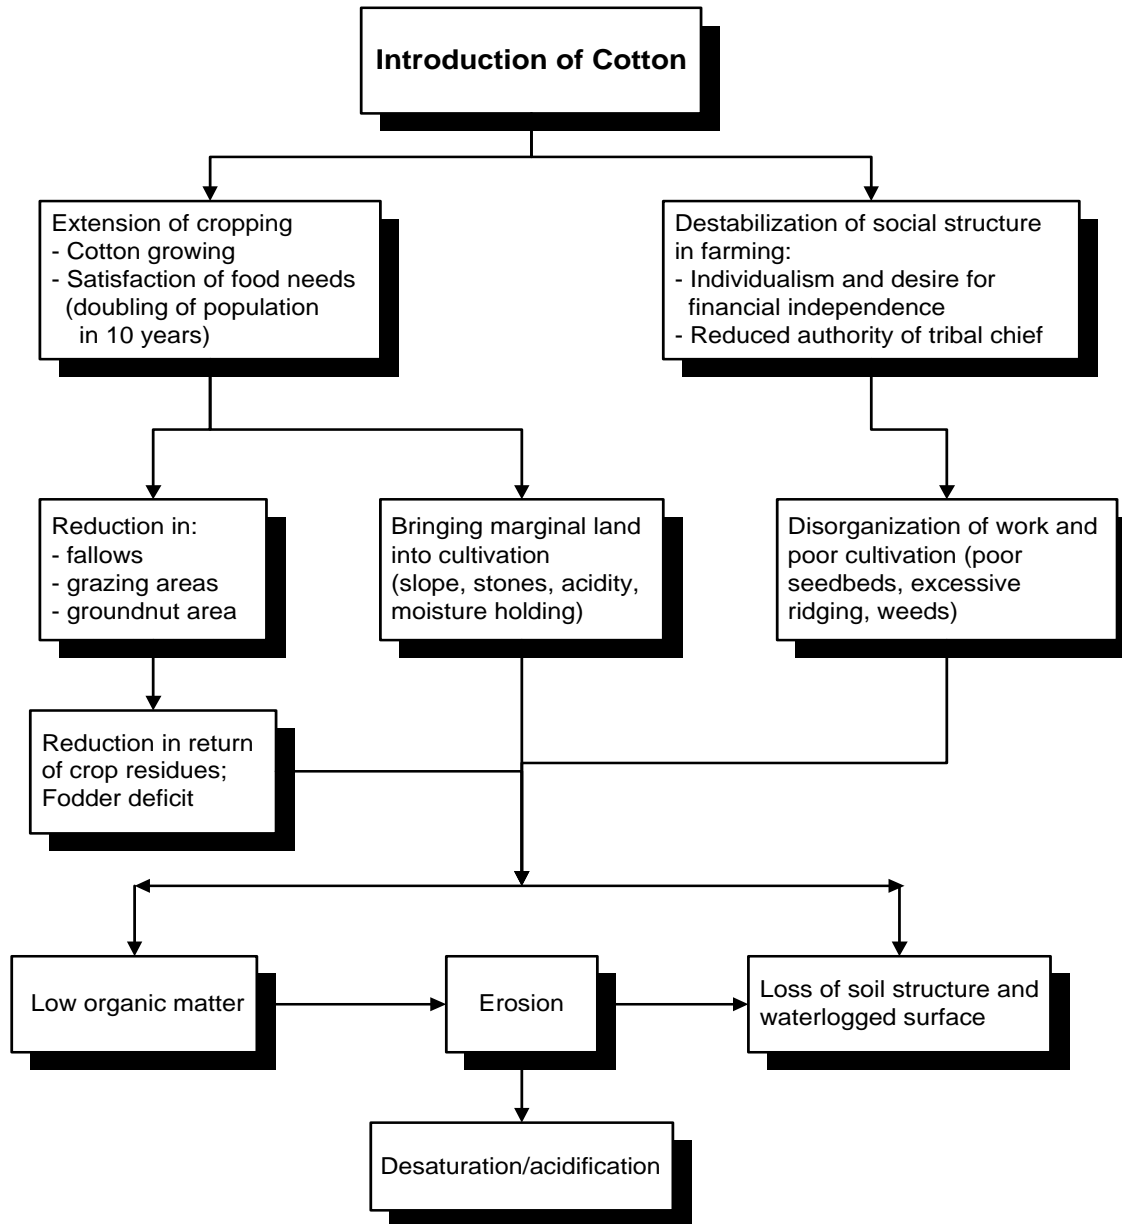 Introduction of Cotton
Extension of cropping
- Cotton growing
- Satisfaction of food needs
(doubling of population
in 10 years)
Destabilization of social structure
in farming:
- Individualism and desire for
financial independence
- Reduced authority of tribal chief
Reduction in:
- fallows
- grazing areas
- groundnut area
Bringing marginal land
into cultivation
(slope, stones, acidity,
moisture holding)
Disorganization of work and
poor cultivation (poor
seedbeds, excessive
ridging, weeds)
Reduction in return
of crop residues;
Fodder deficit
Low organic matter
Erosion
Loss of soil structure and
waterlogged surface
Desaturation/acidification